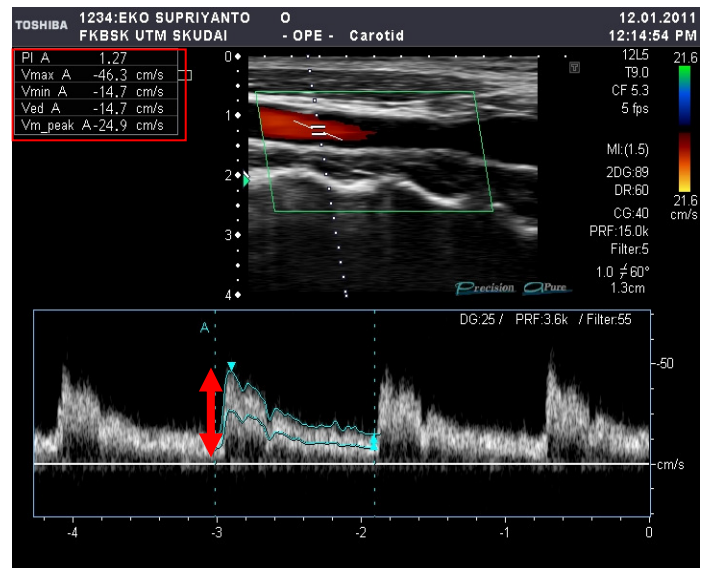 TOSHIBA 1234:EKO SUPRIYANTO O 12.01.2011
FKBSK UTM SKUDAI - OPE - Carotid 12:14:54 PM
PI A 1.27
Vmax A -46.3 cm/s
Vmin A -14.7 cm/s
Ved A -14.7 cm/s
Vm_peak A-24.9 cm/s
0
1
2
3
4
T
12L5
T9.0
CF 5.3
5 fps
MI:(1.5)
2DG:89
DR:60
CG:40
PRF:15.0k
Filter:5
1.0 ≠60°
1.3cm
21.6
21.6
cm/s
Precision APure
DG:25 / PRF:3.6k / Filter:55
A
-50
-cm/s
-4 -3 -2 -1 0